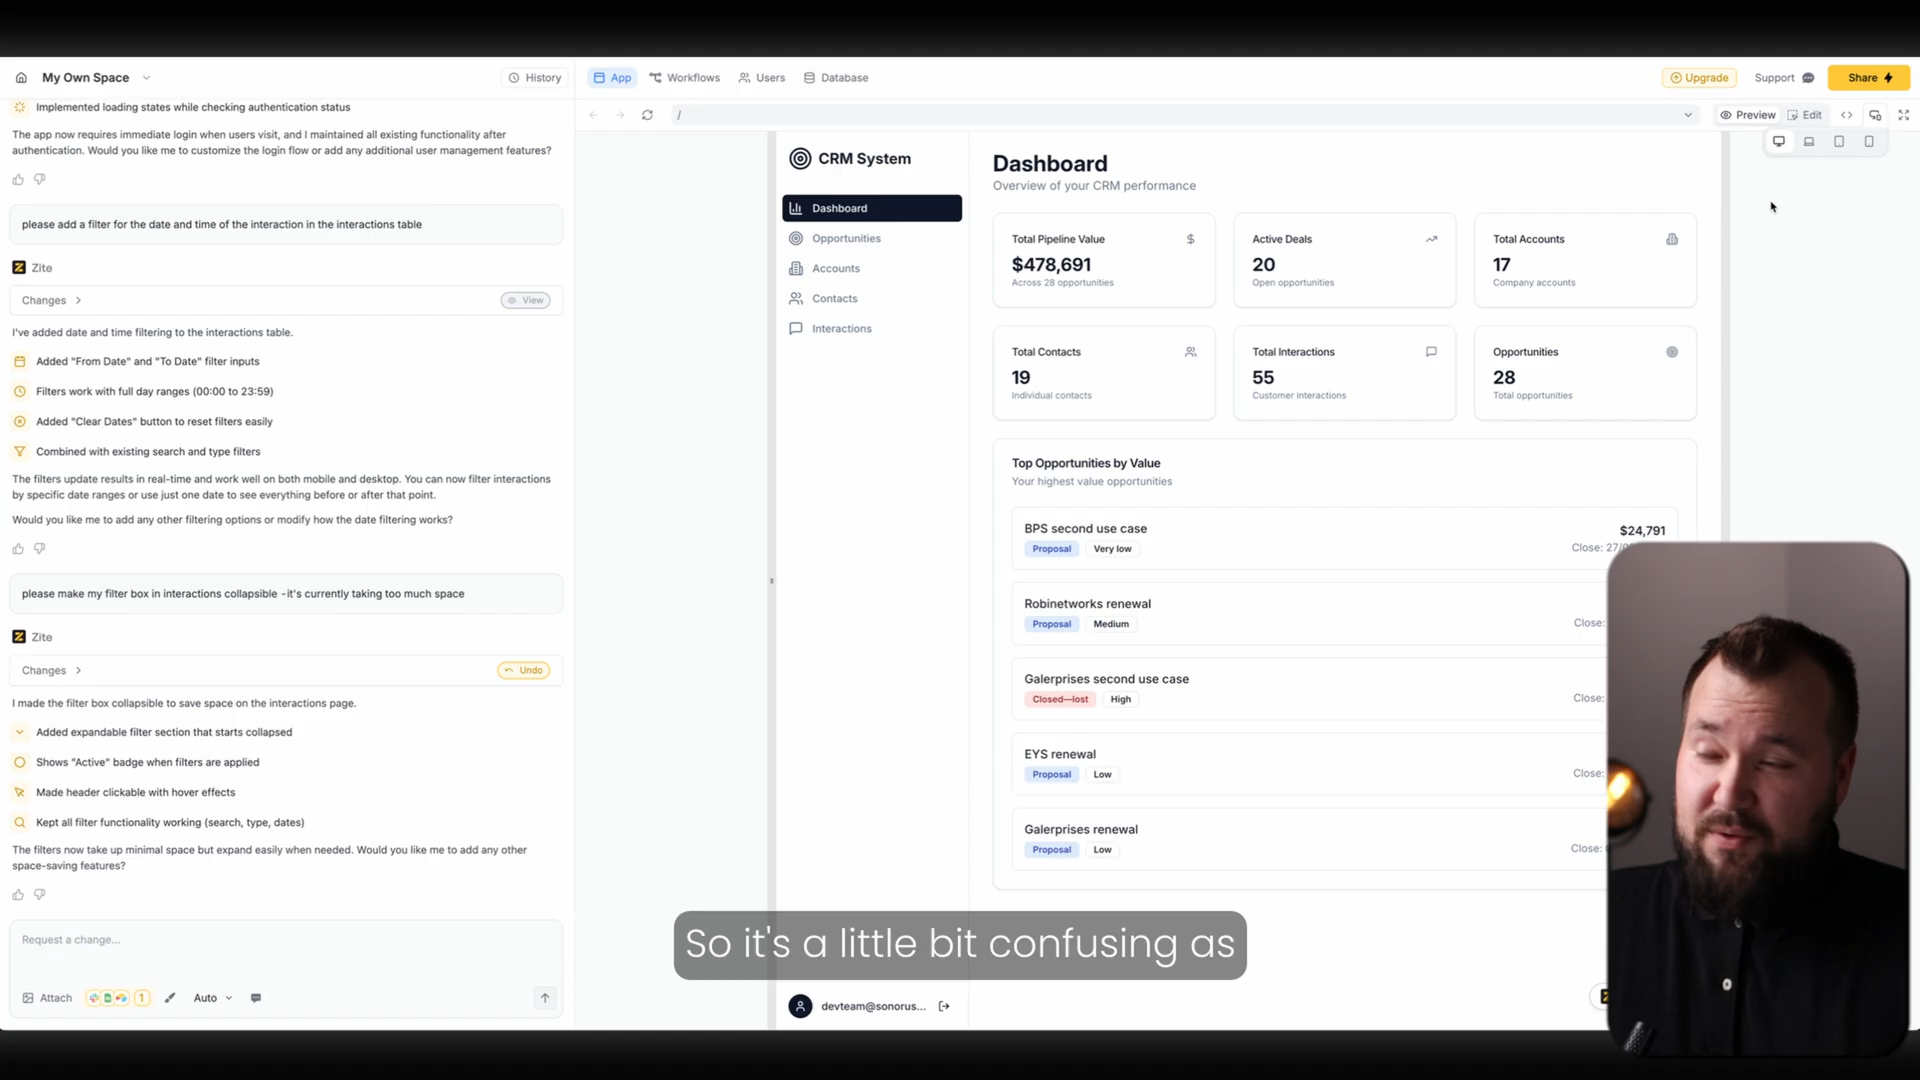 My Own Space
History
Implemented loading states while checking authentication status
The app now requires immediate login when users visit, and I maintained all existing functionality after
authentication. Would you like me to customize the login flow or add any additional user management features?
please add a filter for the date and time of the interaction in the interactions table
Zite
Changes
View
I've added date and time filtering to the interactions table.
Added "From Date" and "To Date" filter inputs
Filters work with full day ranges (00:00 to 23:59)
Added "Clear Dates" button to reset filters easily
Combined with existing search and type filters
The filters update results in real-time and work well on both mobile and desktop. You can now filter interactions
by specific date ranges or use just one date to see everything before or after that point.
Would you like me to add any other filtering options or modify how the date filtering works?
please make my filter box in interactions collapsible -it's currently taking too much space
Zite
Changes
Undo
I made the filter box collapsible to save space on the interactions page.
Added expandable filter section that starts collapsed
Shows "Active" badge when filters are applied
Made header clickable with hover effects
Kept all filter functionality working (search, type, dates)
The filters now take up minimal space but expand easily when needed. Would you like me to add any other
space-saving features?
Request a change...
Attach
1
Auto
App
Workflows
Users
Database
Upgrade
Support
Share
/
Preview
Edit
CRM System
Dashboard
Opportunities
Accounts
Contacts
Interactions
devteam@sonorus...
Dashboard
Overview of your CRM performance
Total Pipeline Value
$
$478,691
Across 28 opportunities
Active Deals
20
Open opportunities
Total Accounts
17
Company accounts
Total Contacts
19
Individual contacts
Total Interactions
55
Customer interactions
Opportunities
28
Total opportunities
Top Opportunities by Value
Your highest value opportunities
BPS second use case
Proposal
Very low
$24,791
Close: 27/
Robinetworks renewal
Proposal
Medium
Close:
Galerprises second use case
Closed—lost
High
Close:
EYS renewal
Proposal
Low
Close:
Galerprises renewal
Proposal
Low
Close:
So it's a little bit confusing as